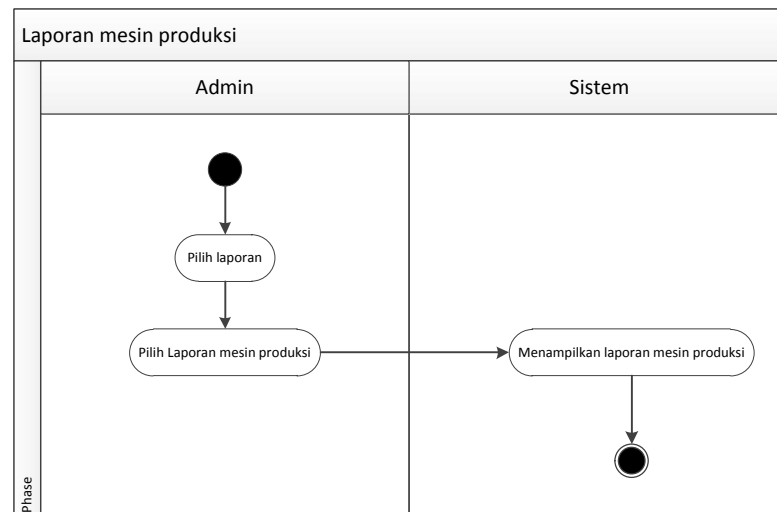 Laporan mesin produksi
Admin
Sistem
Pilih laporan
Pilih Laporan mesin produksi
Menampilkan laporan mesin produksi
Phase